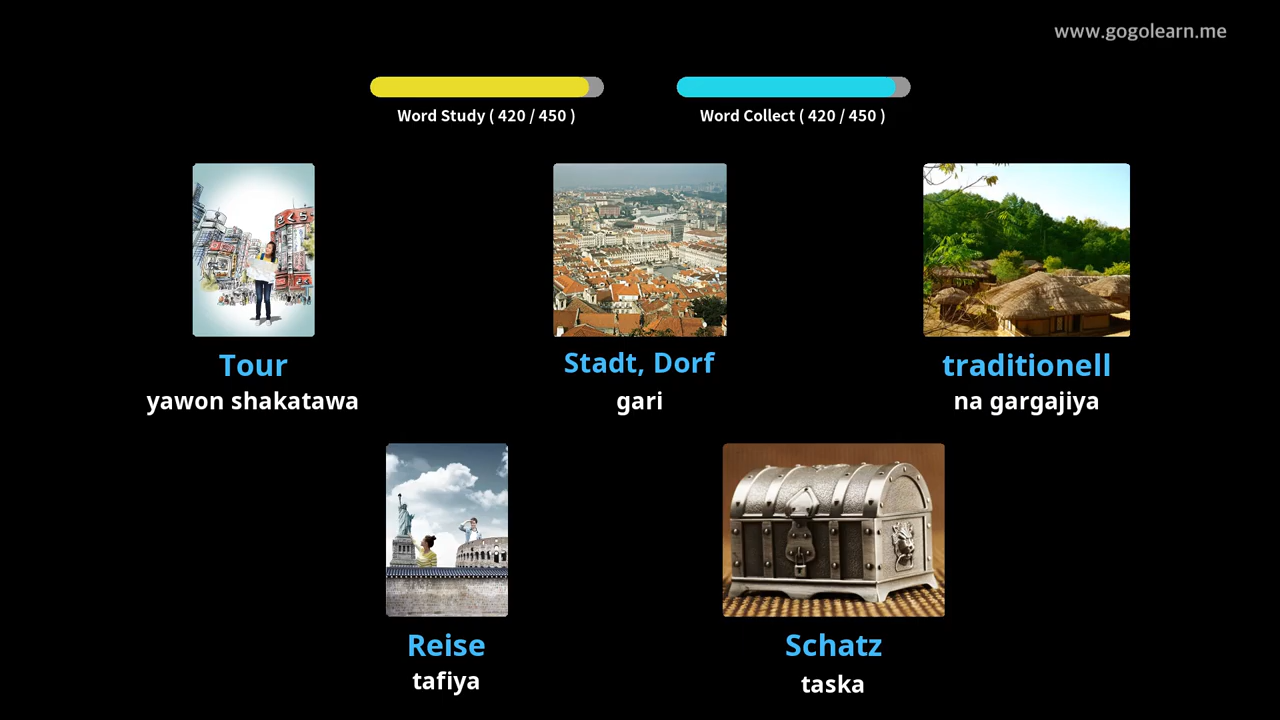 www.gogolearn.me
Word Study ( 420 / 450 )
Word Collect ( 420 / 450 )
Tour
yawon shakatawa
Stadt, Dorf
gari
traditionell
na gargajiya
Reise
tafiya
Schatz
taska